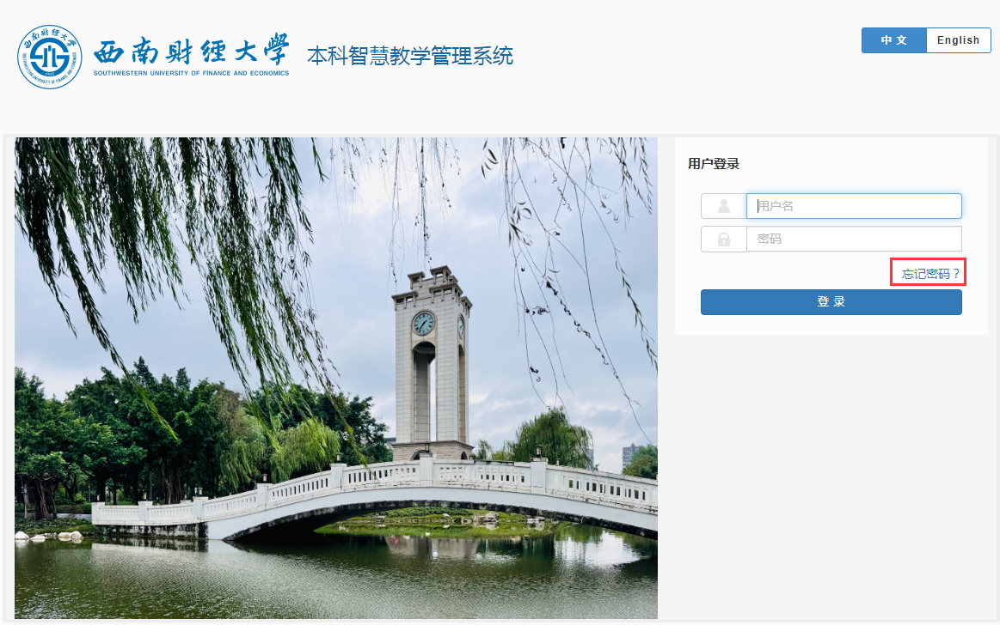 西南财经大学
SOUTHWESTERN UNIVERSITY OF FINANCE AND ECONOMICS
本科智慧教学管理系统
中 文
English
用户登录
用户名
密码
忘记密码？
登 录